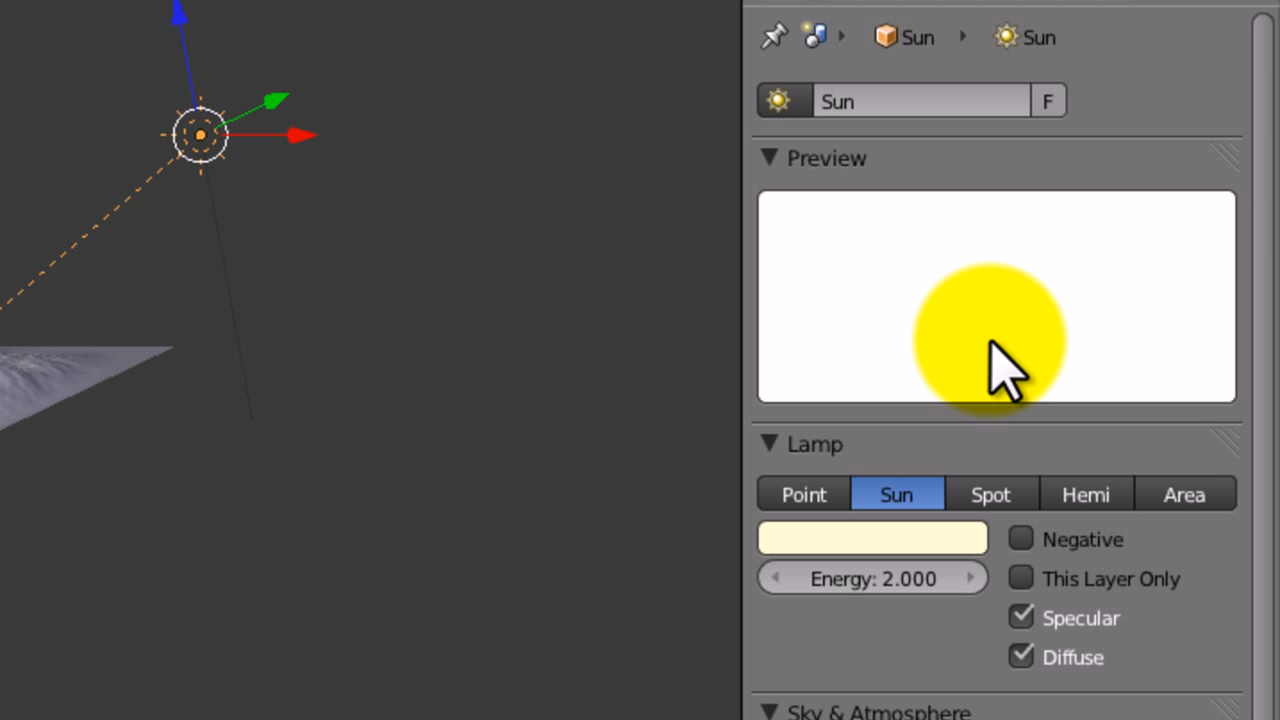 Sun Sun
Sun F
Preview
Lamp
Point Sun Spot Hemi Area
Negative
Energy: 2.000 This Layer Only
Specular
Diffuse
Sky & Atmosphere